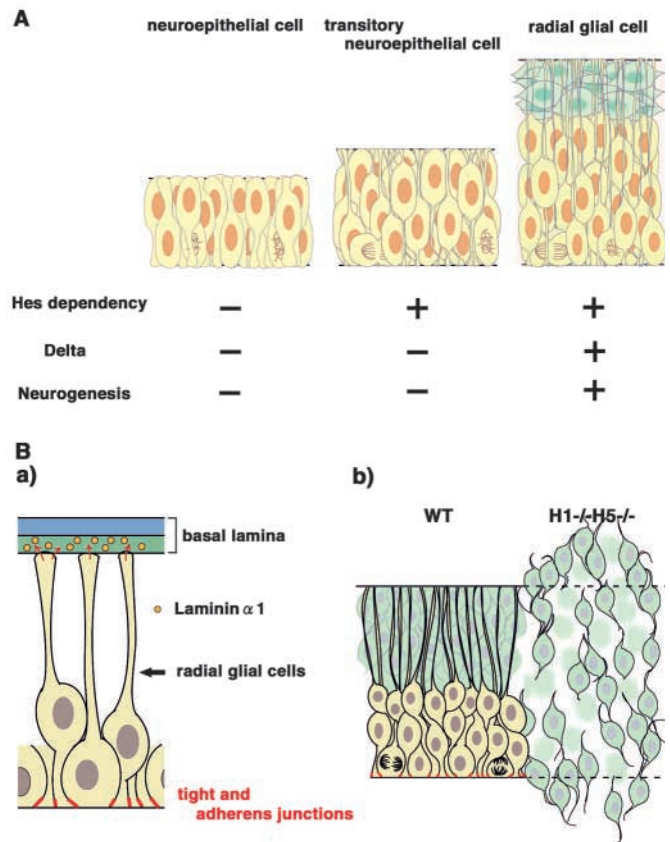 A
neuroepithelial cell
transitory
neuroepithelial cell
radial glial cell
Hes dependency − + +
Delta − − +
Neurogenesis − − +
B
a)
basal lamina
Laminin α1
radial glial cells
tight and
adherens junctions
b)
WT
H1-/-H5-/-